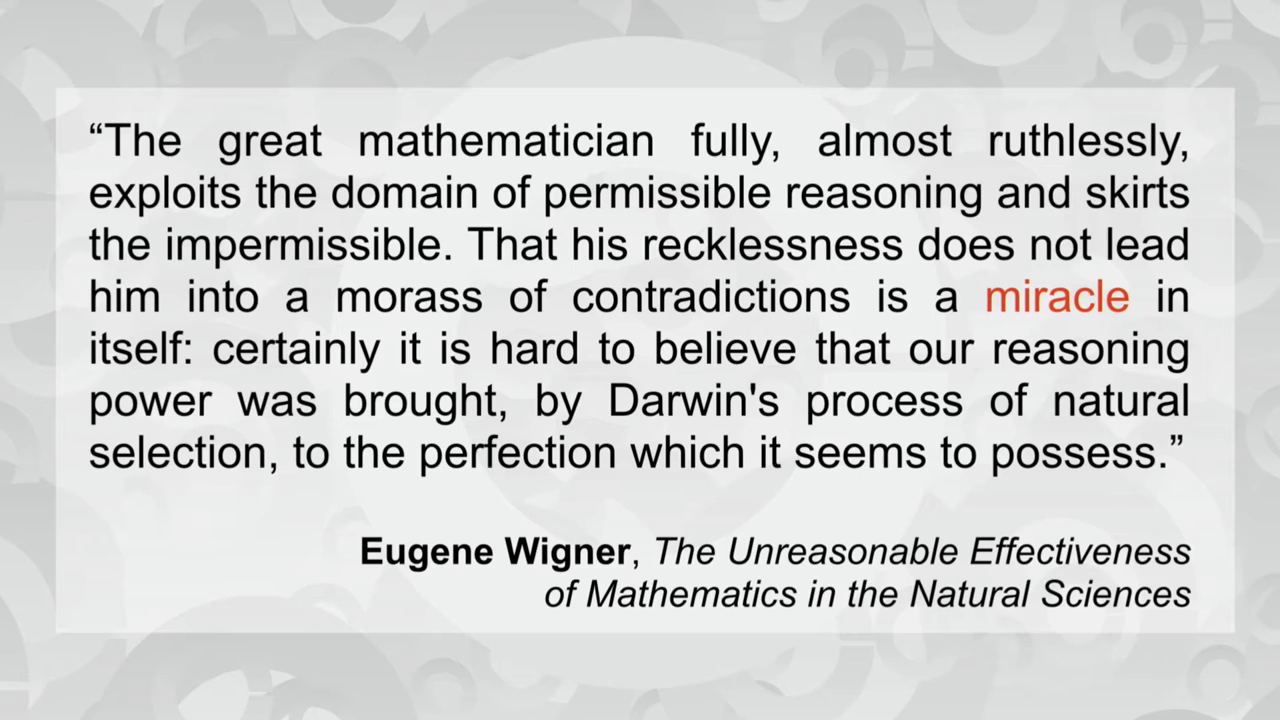 “The great mathematician fully, almost ruthlessly,
exploits the domain of permissible reasoning and skirts
the impermissible. That his recklessness does not lead
him into a morass of contradictions is a miracle in
itself: certainly it is hard to believe that our reasoning
power was brought, by Darwin's process of natural
selection, to the perfection which it seems to possess.”
Eugene Wigner, The Unreasonable Effectiveness
of Mathematics in the Natural Sciences